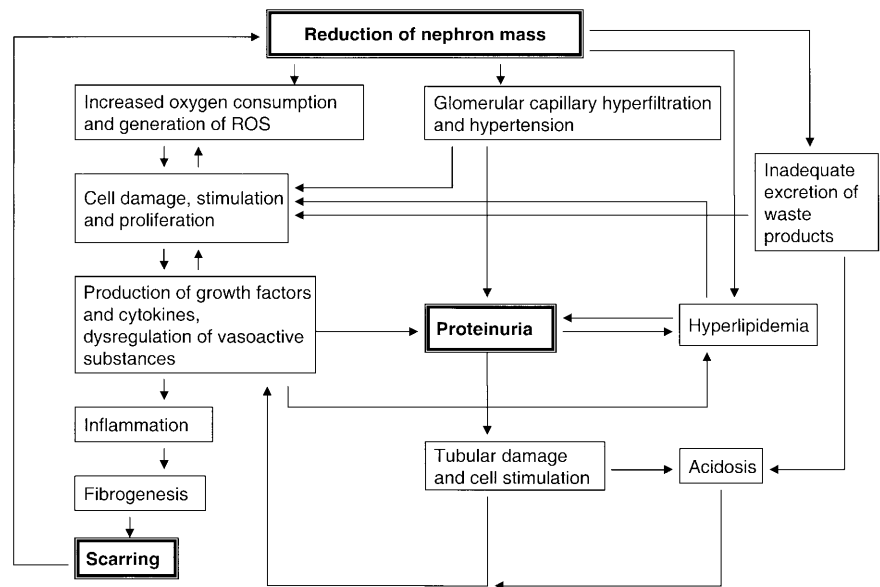 Reduction of nephron mass
Increased oxygen consumption
and generation of ROS
Glomerular capillary hyperfiltration
and hypertension
Inadequate
excretion of
waste
products
Cell damage, stimulation
and proliferation
Production of growth factors
and cytokines,
dysregulation of vasoactive
substances
Proteinuria
Hyperlipidemia
Inflammation
Tubular damage
and cell stimulation
Acidosis
Fibrogenesis
Scarring